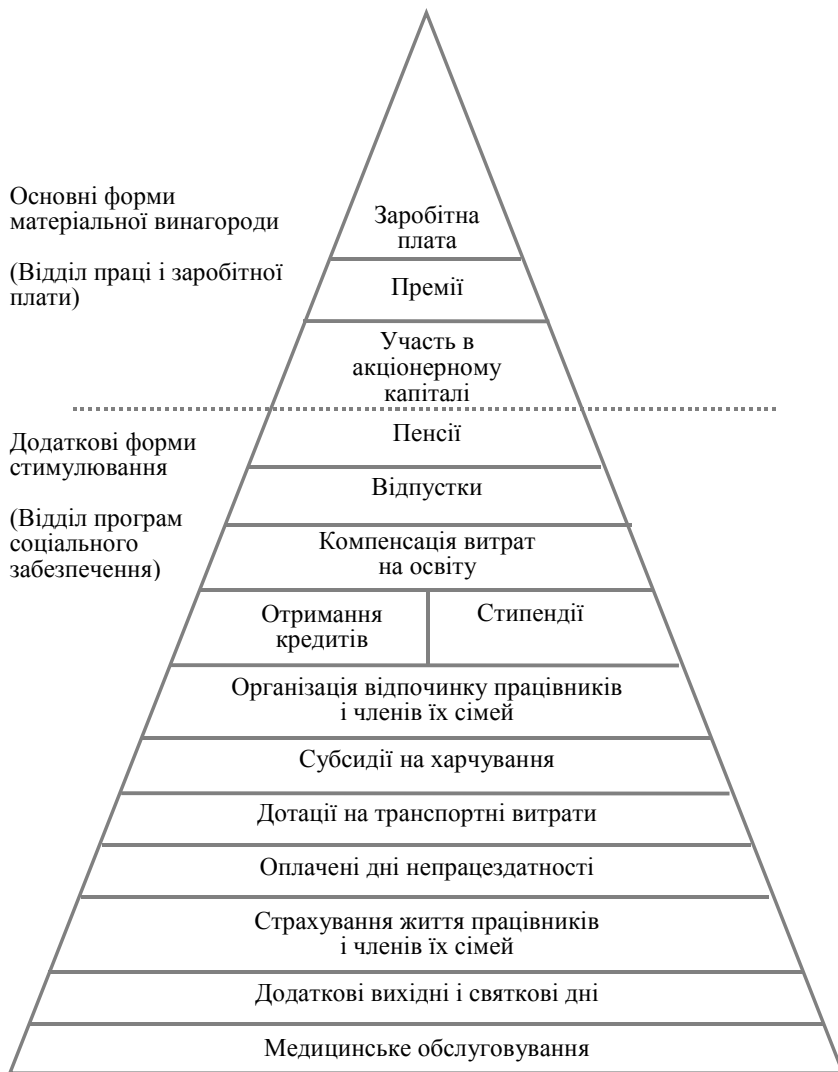 Основні форми
матеріальної винагороди
(Відділ праці і заробітної
плати)
Заробітна
плата
Премії
Участь в
акціонерному
капіталі
Додаткові форми
стимулювання
(Відділ програм
соціального
забезпечення)
Пенсії
Відпустки
Компенсація витрат
на освіту
Отримання
кредитів
Стипендії
Організація відпочинку працівників
і членів їх сімей
Субсидії на харчування
Дотації на транспортні витрати
Оплачені дні непрацездатності
Страхування життя працівників
і членів їх сімей
Додаткові вихідні і святкові дні
Медицинське обслуговування